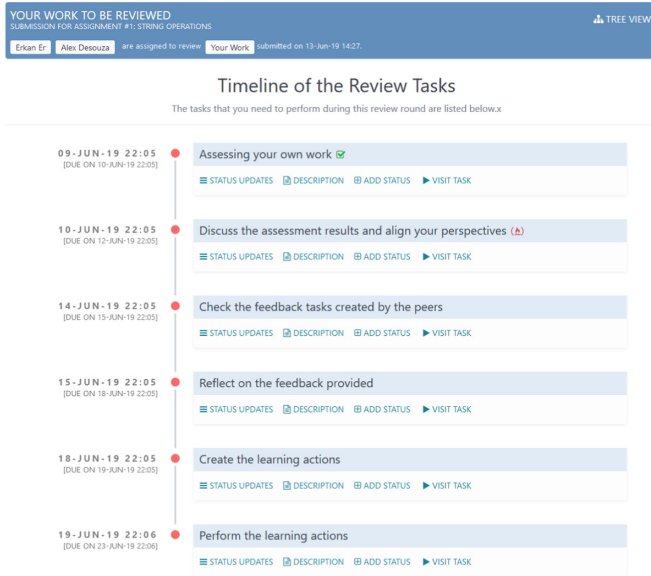 YOUR WORK TO BE REVIEWED
SUBMISSION FOR ASSIGNMENT #1: STRING OPERATIONS
TREE VIEW
Erkan Er Alex Desouza are assigned to review Your Work submitted on 13-Jun-19 14:27.
Timeline of the Review Tasks
The tasks that you need to perform during this review round are listed below.x
09-JUN-19 22:05
[DUE ON 10-JUN-19 22:05]
Assessing your own work
STATUS UPDATES DESCRIPTION ADD STATUS VISIT TASK
10-JUN-19 22:05
[DUE ON 12-JUN-19 22:05]
Discuss the assessment results and align your perspectives
STATUS UPDATES DESCRIPTION ADD STATUS VISIT TASK
14-JUN-19 22:05
[DUE ON 15-JUN-19 22:05]
Check the feedback tasks created by the peers
STATUS UPDATES DESCRIPTION ADD STATUS VISIT TASK
15-JUN-19 22:05
[DUE ON 18-JUN-19 22:05]
Reflect on the feedback provided
STATUS UPDATES DESCRIPTION ADD STATUS VISIT TASK
18-JUN-19 22:05
[DUE ON 19-JUN-19 22:05]
Create the learning actions
STATUS UPDATES DESCRIPTION ADD STATUS VISIT TASK
19-JUN-19 22:06
[DUE ON 23-JUN-19 22:06]
Perform the learning actions
STATUS UPDATES DESCRIPTION ADD STATUS VISIT TASK